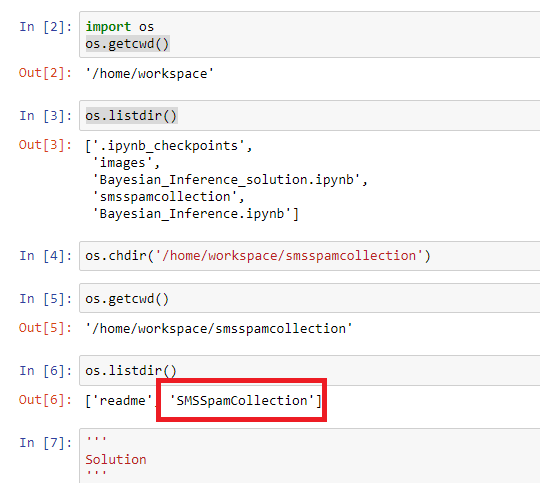 In [2]: import os
os.getcwd()
Out[2]: '/home/workspace'
In [3]: os.listdir()
Out[3]: ['.ipynb_checkpoints',
'images',
'Bayesian_Inference_solution.ipynb',
'smsspamcollection',
'Bayesian_Inference.ipynb']
In [4]: os.chdir('/home/workspace/smsspamcollection')
In [5]: os.getcwd()
Out[5]: '/home/workspace/smsspamcollection'
In [6]: os.listdir()
Out[6]: ['readme', 'SMSSpamCollection']
In [7]: '''
Solution
'''